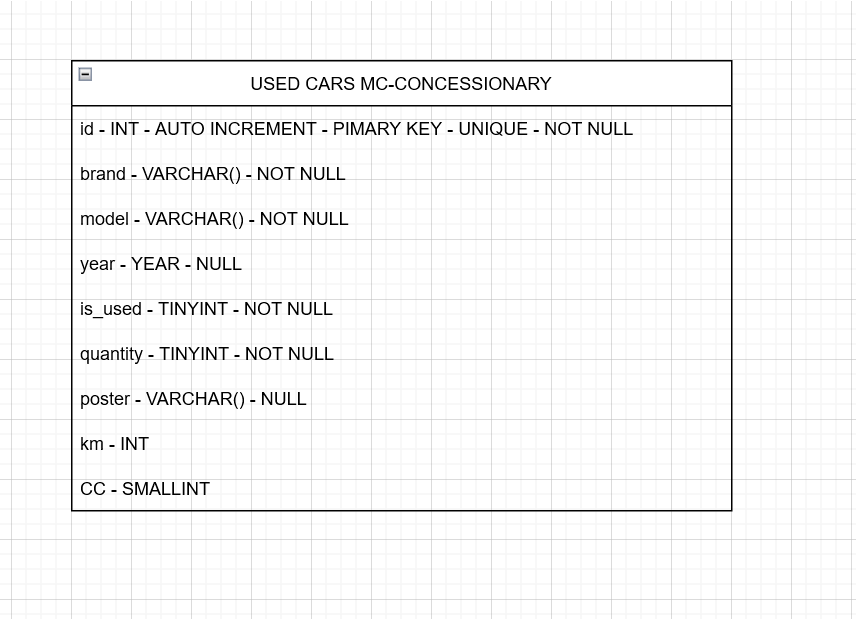 USED CARS MC-CONCESSIONARY
id - INT - AUTO INCREMENT - PIMARY KEY - UNIQUE - NOT NULL
brand - VARCHAR() - NOT NULL
model - VARCHAR() - NOT NULL
year - YEAR - NULL
is_used - TINYINT - NOT NULL
quantity - TINYINT - NOT NULL
poster - VARCHAR() - NULL
km - INT
CC - SMALLINT